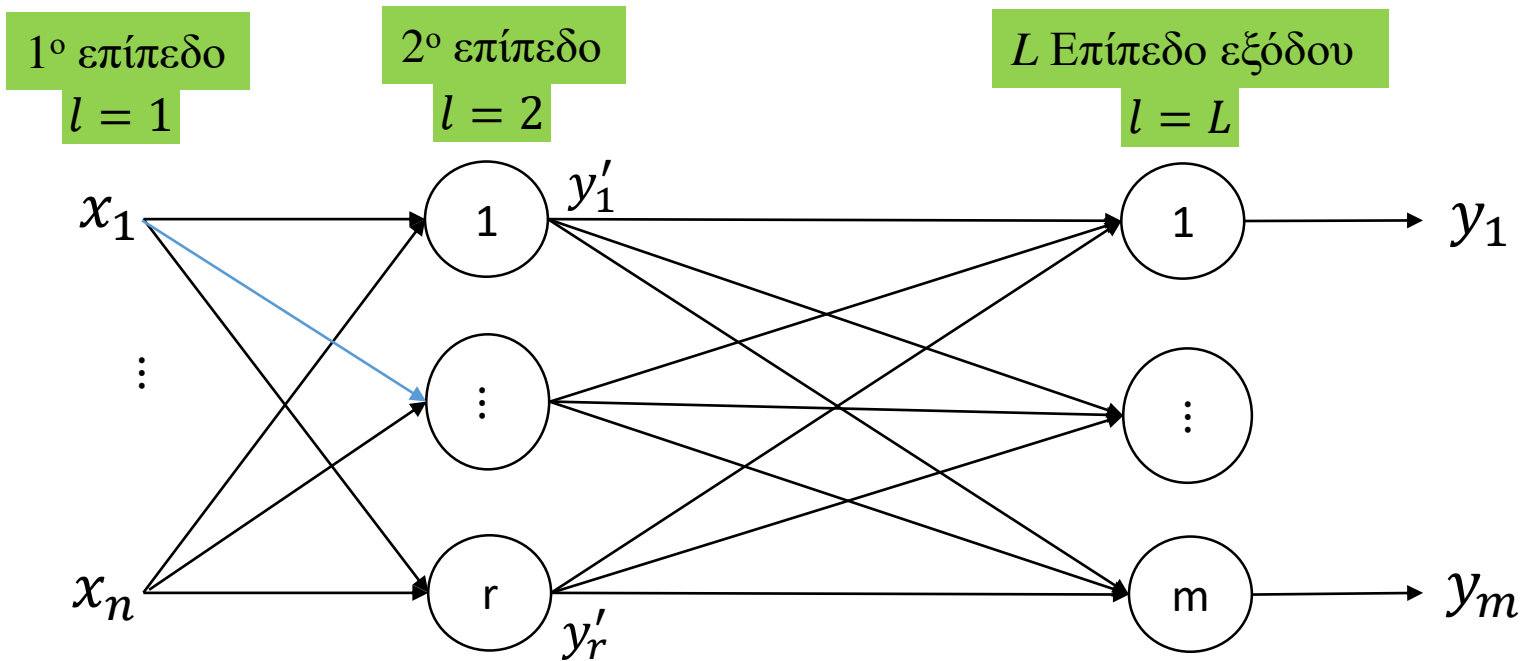 1ο επίπεδο
l = 1
2ο επίπεδο
l = 2
L Επίπεδο εξόδου
l = L
x₁
1
y′₁
1
y₁
⋮
⋮
⋮
xₙ
r
y′ᵣ
m
yₘ